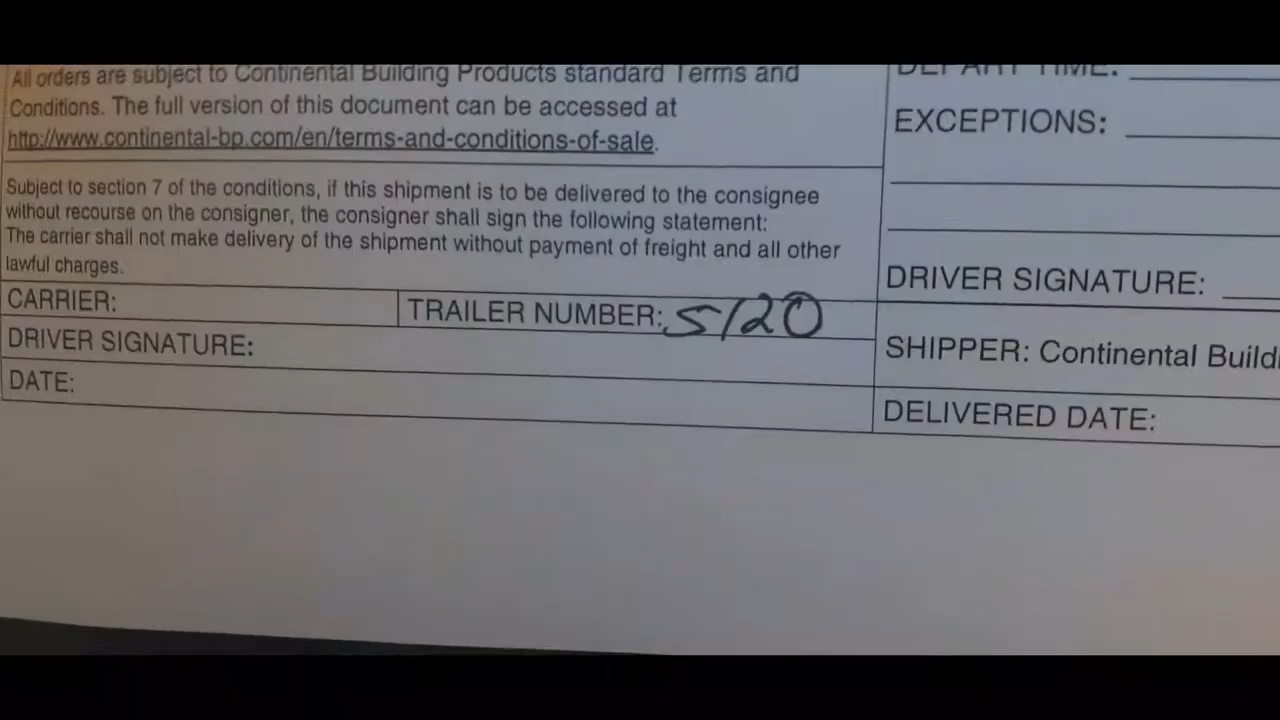 All orders are subject to Continental Building Products standard Terms and
Conditions. The full version of this document can be accessed at
http://www.continental-bp.com/en/terms-and-conditions-of-sale.
Subject to section 7 of the conditions, if this shipment is to be delivered to the consignee
without recourse on the consigner, the consigner shall sign the following statement:
The carrier shall not make delivery of the shipment without payment of freight and all other
lawful charges.
CARRIER:
TRAILER NUMBER: 5120
DRIVER SIGNATURE:
DATE:
DEPART TIME:
EXCEPTIONS:
DRIVER SIGNATURE:
SHIPPER: Continental Buildi
DELIVERED DATE: